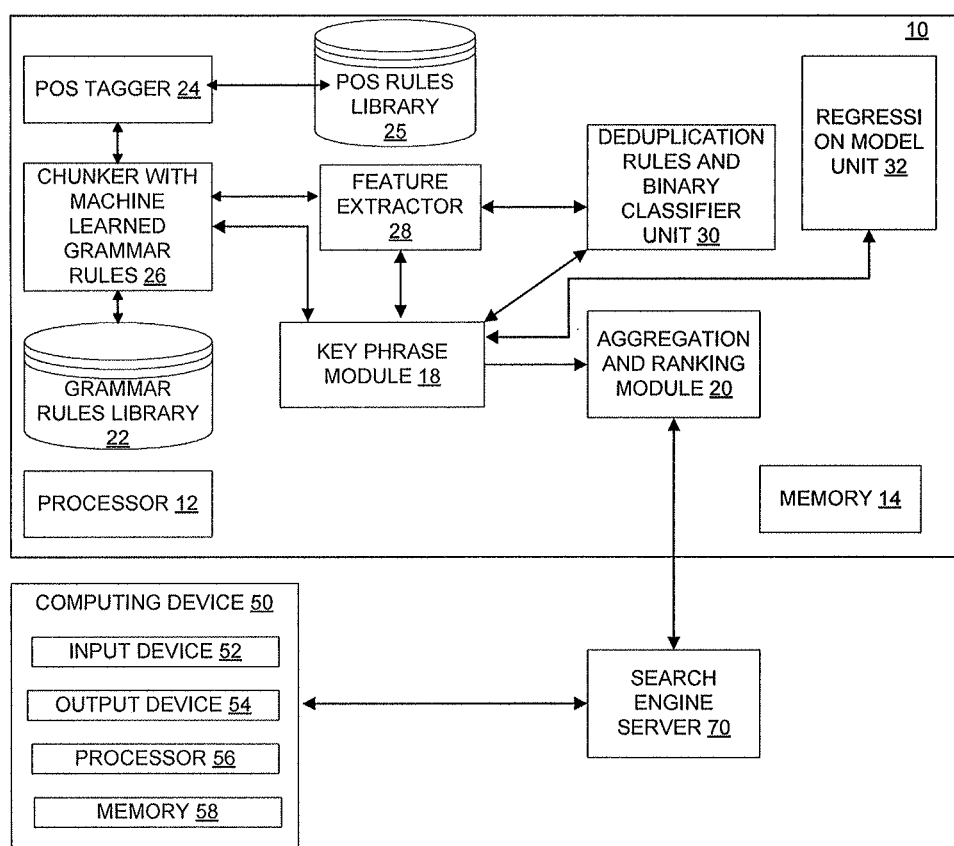 10
POS TAGGER 24
POS RULES
LIBRARY
25
REGRESSI
ON MODEL
UNIT 32
DEDUPLICATION
RULES AND
BINARY
CLASSIFIER
UNIT 30
CHUNKER WITH
MACHINE
LEARNED
GRAMMAR
RULES 26
FEATURE
EXTRACTOR
28
KEY PHRASE
MODULE 18
AGGREGATION
AND RANKING
MODULE 20
GRAMMAR
RULES LIBRARY
22
PROCESSOR 12
MEMORY 14
COMPUTING DEVICE 50
INPUT DEVICE 52
OUTPUT DEVICE 54
PROCESSOR 56
MEMORY 58
SEARCH
ENGINE
SERVER 70